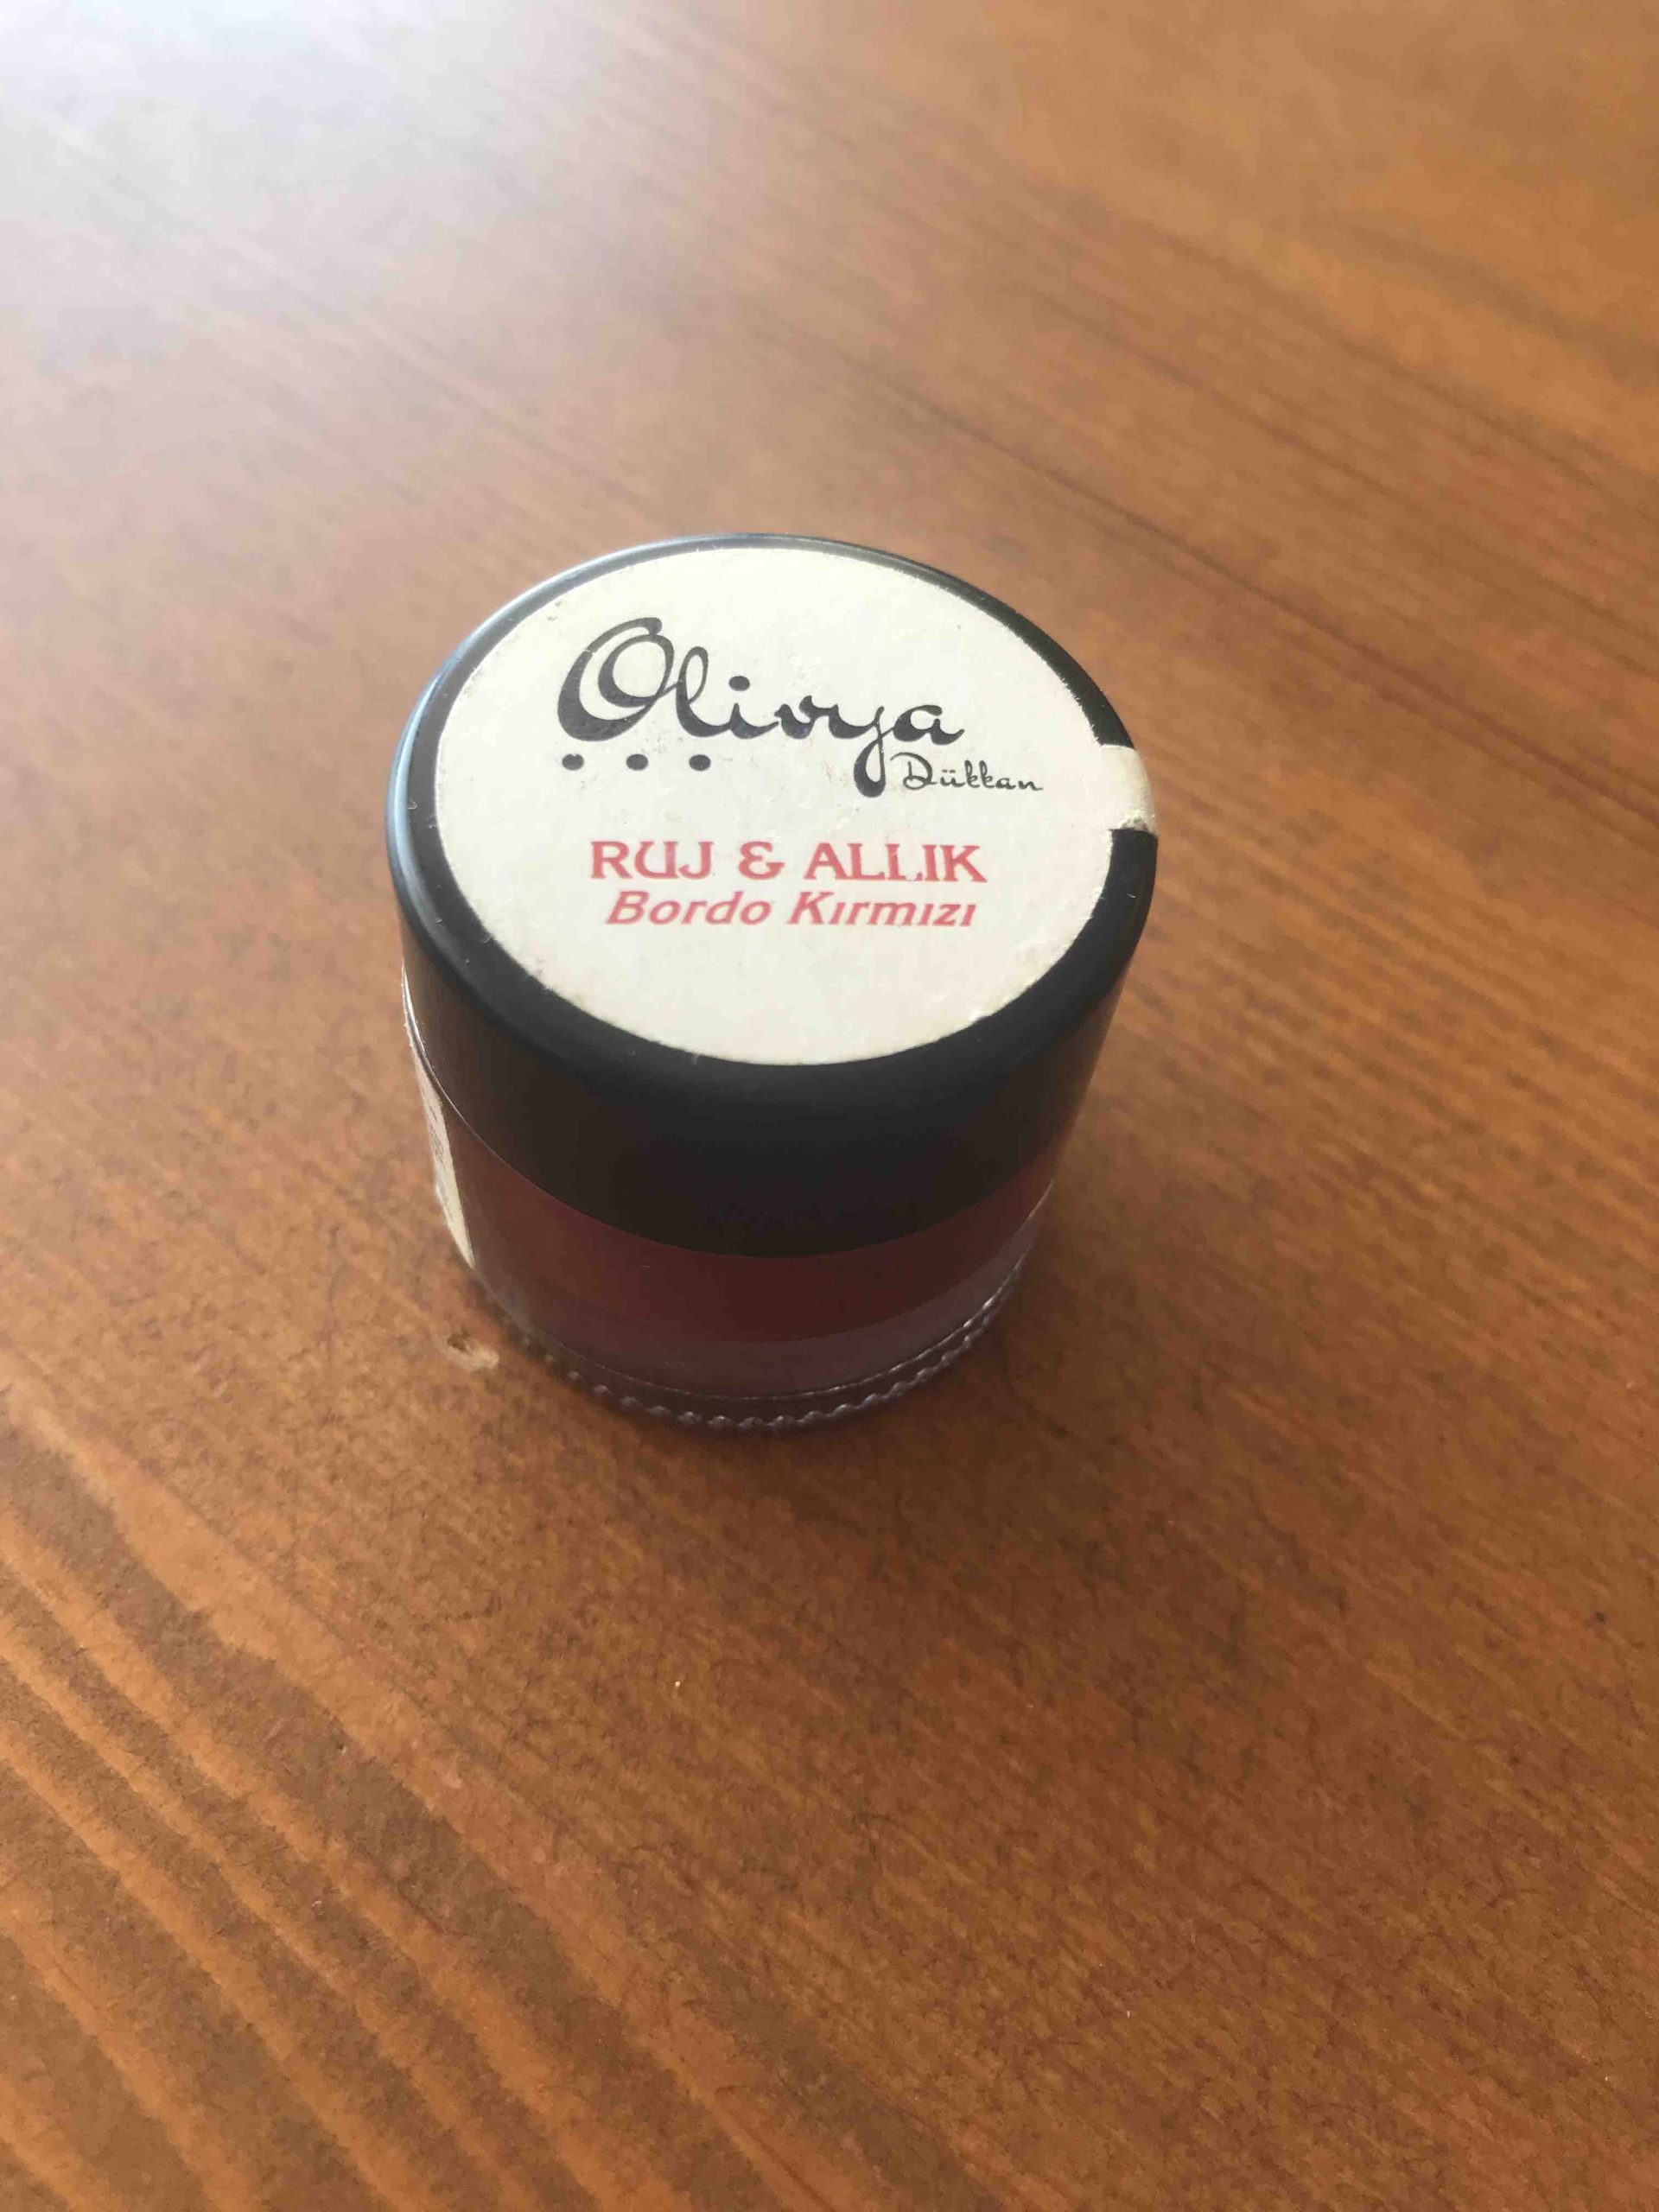 Olivya
Dükkan
RUJ & ALLIK
Bordo Kırmızı